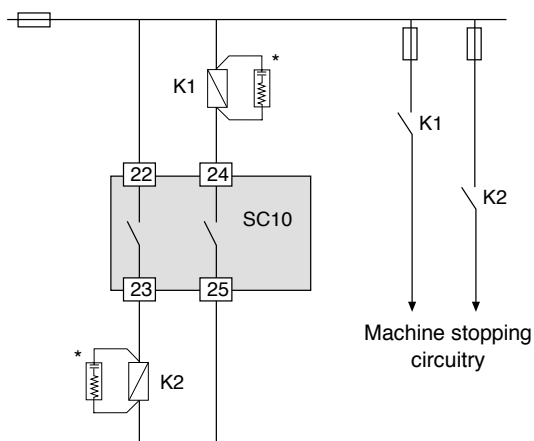 *
K1
K1
22
24
SC10
K2
23
25
Machine stopping
circuitry
*
K2